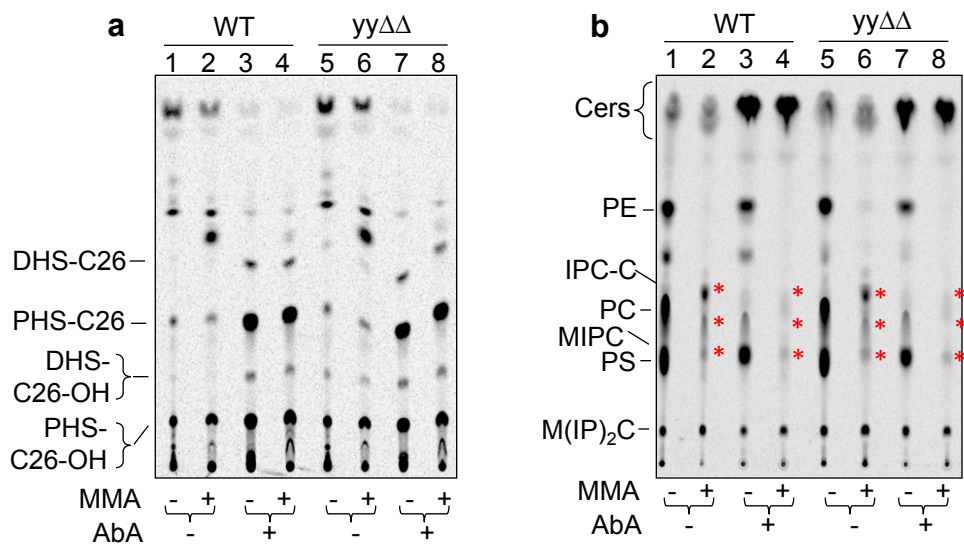 a
WT
yyΔΔ
1 2 3 4 5 6 7 8
DHS-C26
PHS-C26
DHS-
C26-OH
PHS-
C26-OH
MMA - + - + - + - +
AbA - + - +
b
WT
yyΔΔ
1 2 3 4 5 6 7 8
Cers
PE
IPC-C
PC
MIPC
PS
M(IP)₂C
* *  * *
* *  * *
* *  * *
MMA - + - + - + - +
AbA - + - +